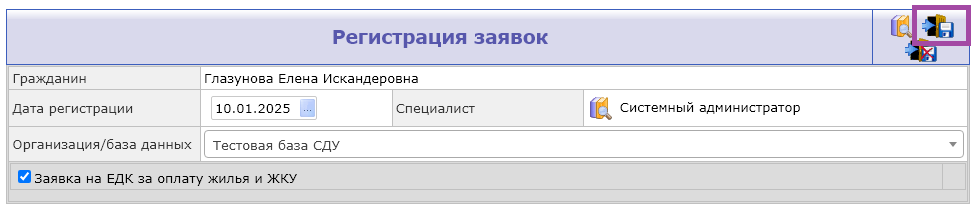 Регистрация заявок
Гражданин Глазунова Елена Искандеровна
Дата регистрации 10.01.2025 ... Специалист Системный администратор
Организация/база данных Тестовая база СДУ
Заявка на ЕДК за оплату жилья и ЖКУ